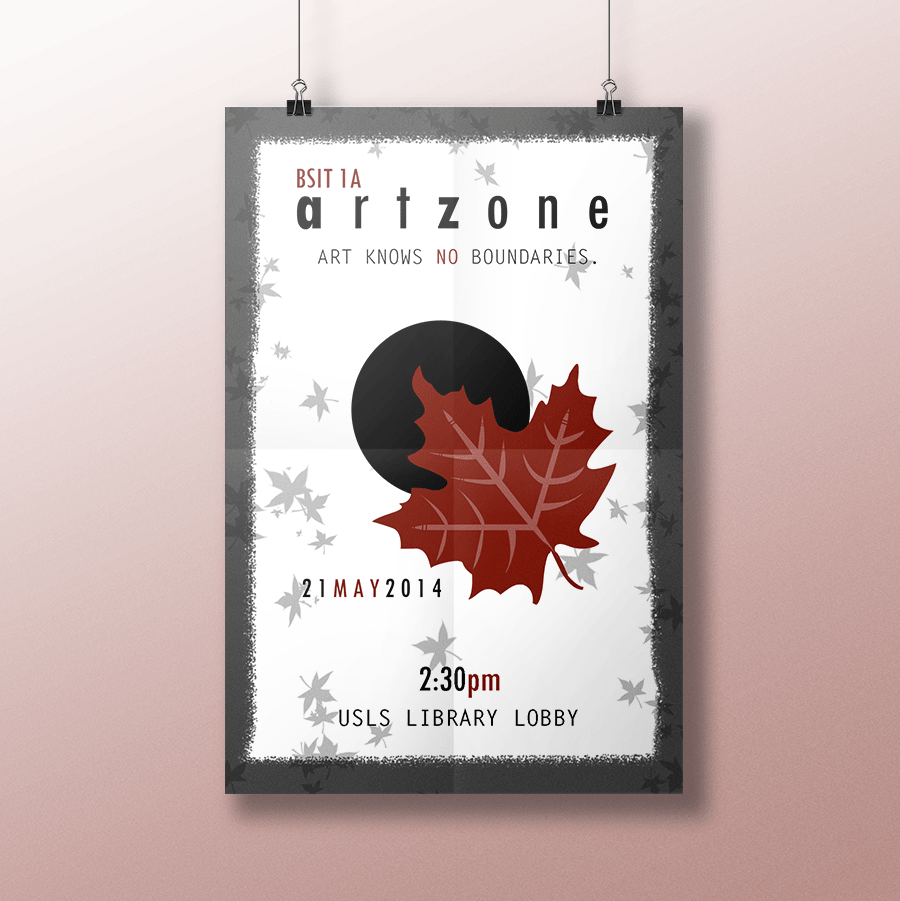 BSIT 1A
artzone
ART KNOWS NO BOUNDARIES.
21MAY2014
2:30pm
USLS LIBRARY LOBBY